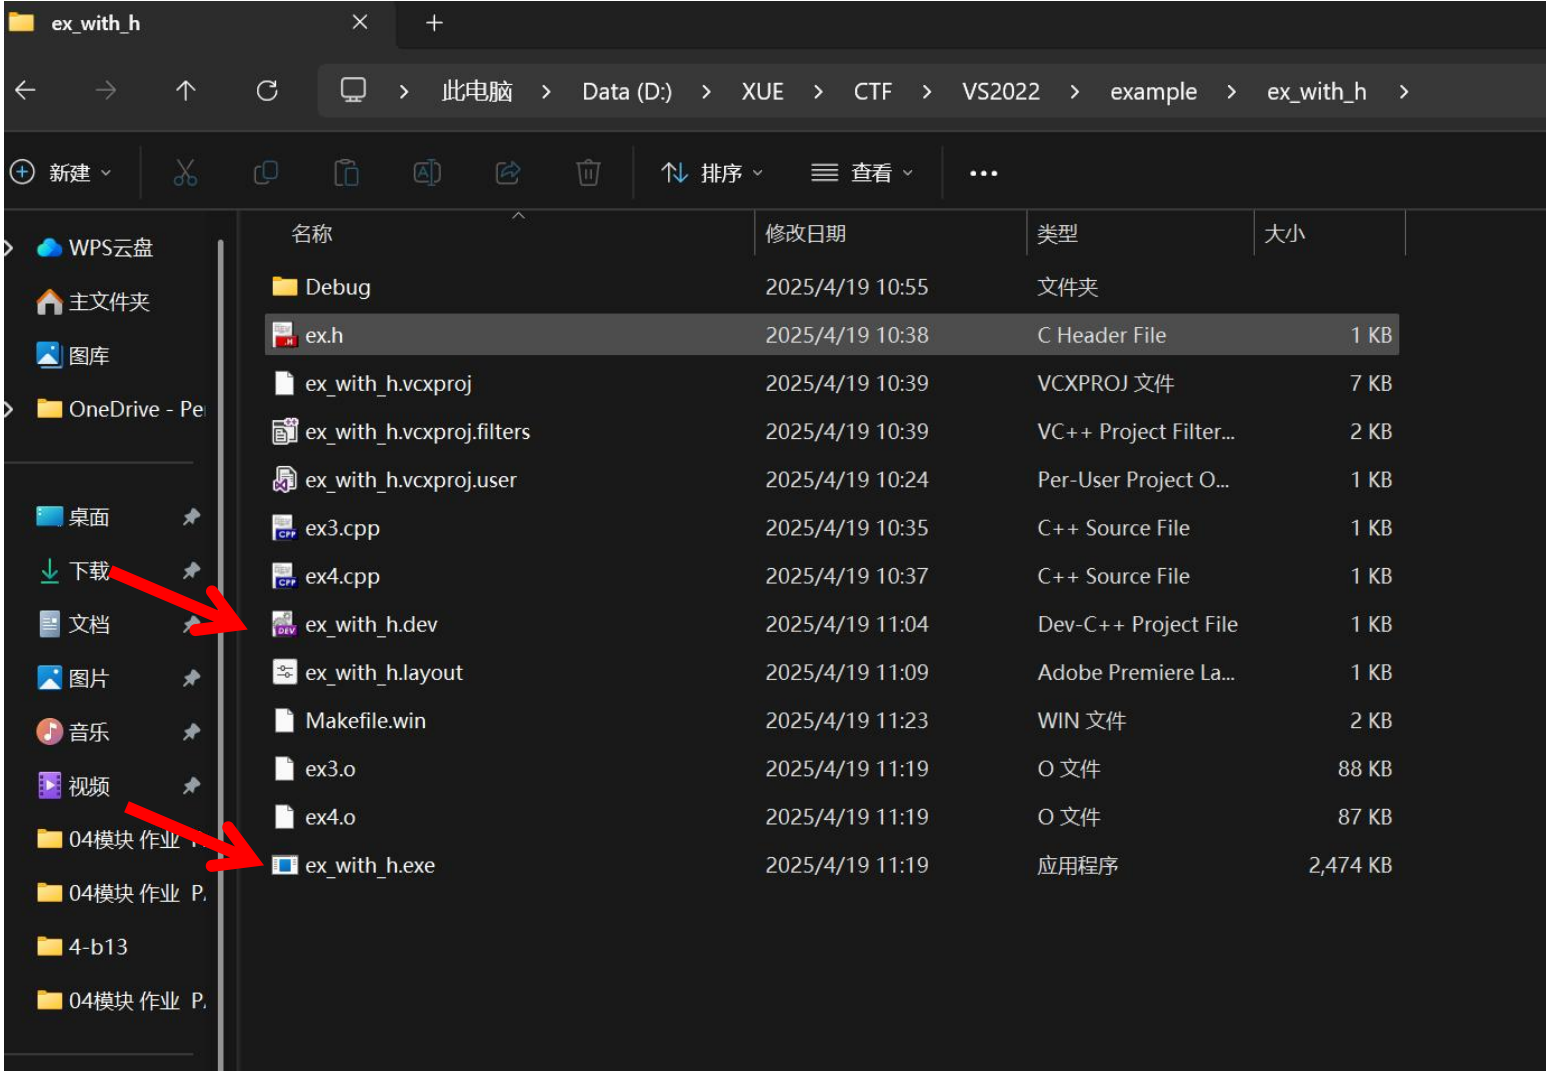 ex_with_h
此电脑 > Data (D:) > XUE > CTF > VS2022 > example > ex_with_h >
新建 排序 查看 ...
名称 修改日期 类型 大小
WPS云盘
主文件夹
图库
OneDrive - Pe
桌面
下载
文档
图片
音乐
视频
04模块 作业
04模块 作业 P
4-b13
04模块 作业 P
Debug 2025/4/19 10:55 文件夹
ex.h 2025/4/19 10:38 C Header File 1 KB
ex_with_h.vcxproj 2025/4/19 10:39 VCXPROJ 文件 7 KB
ex_with_h.vcxproj.filters 2025/4/19 10:39 VC++ Project Filter... 2 KB
ex_with_h.vcxproj.user 2025/4/19 10:24 Per-User Project O... 1 KB
ex3.cpp 2025/4/19 10:35 C++ Source File 1 KB
ex4.cpp 2025/4/19 10:37 C++ Source File 1 KB
ex_with_h.dev 2025/4/19 11:04 Dev-C++ Project File 1 KB
ex_with_h.layout 2025/4/19 11:09 Adobe Premiere La... 1 KB
Makefile.win 2025/4/19 11:23 WIN 文件 2 KB
ex3.o 2025/4/19 11:19 O 文件 88 KB
ex4.o 2025/4/19 11:19 O 文件 87 KB
ex_with_h.exe 2025/4/19 11:19 应用程序 2,474 KB